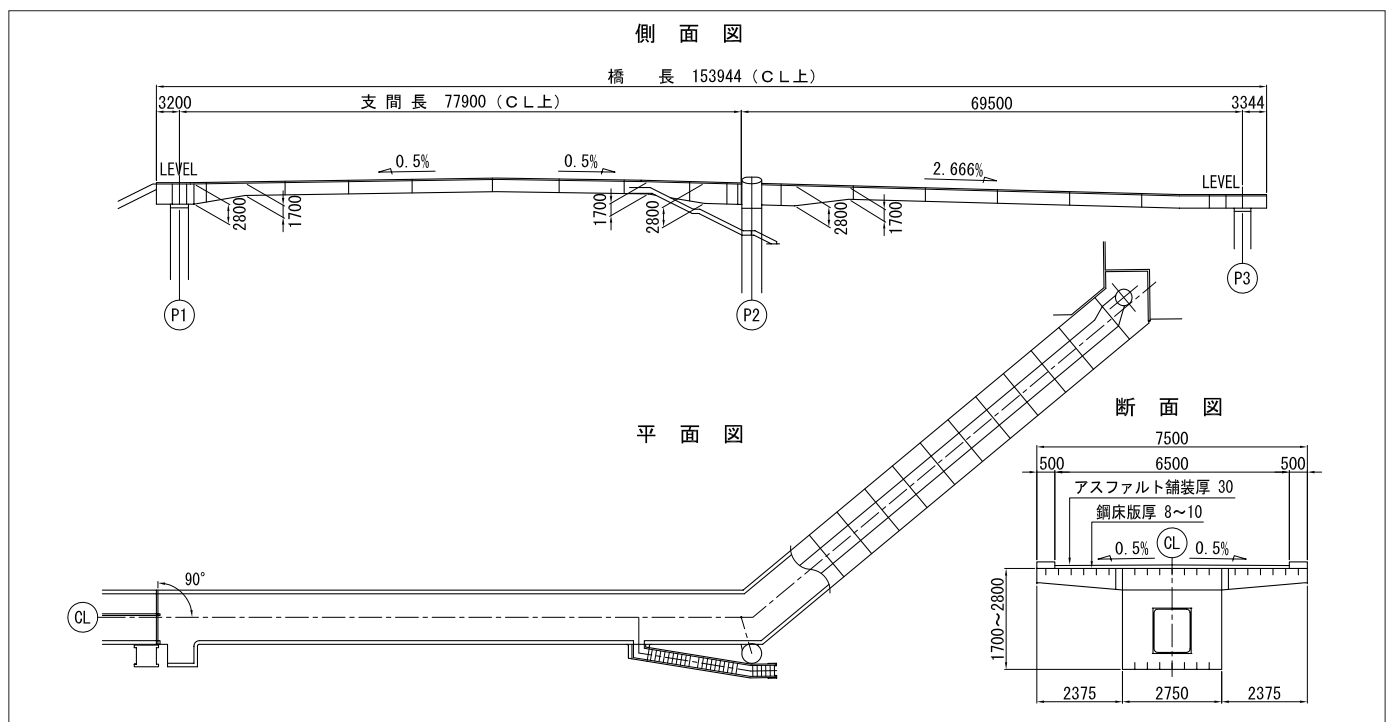 側 面 図
橋 長 153944 (CL上)
3200 支 間 長 77900 (CL上) 69500 3344
LEVEL 0.5% 0.5% 2.666% LEVEL
2800 1700 1700 2800 2800 1700
P1 P2 P3
平 面 図
90°
CL
断 面 図
7500
500 6500 500
アスファルト舗装厚 30
鋼床版厚 8~10
0.5% CL 0.5%
1700~2800
2375 2750 2375